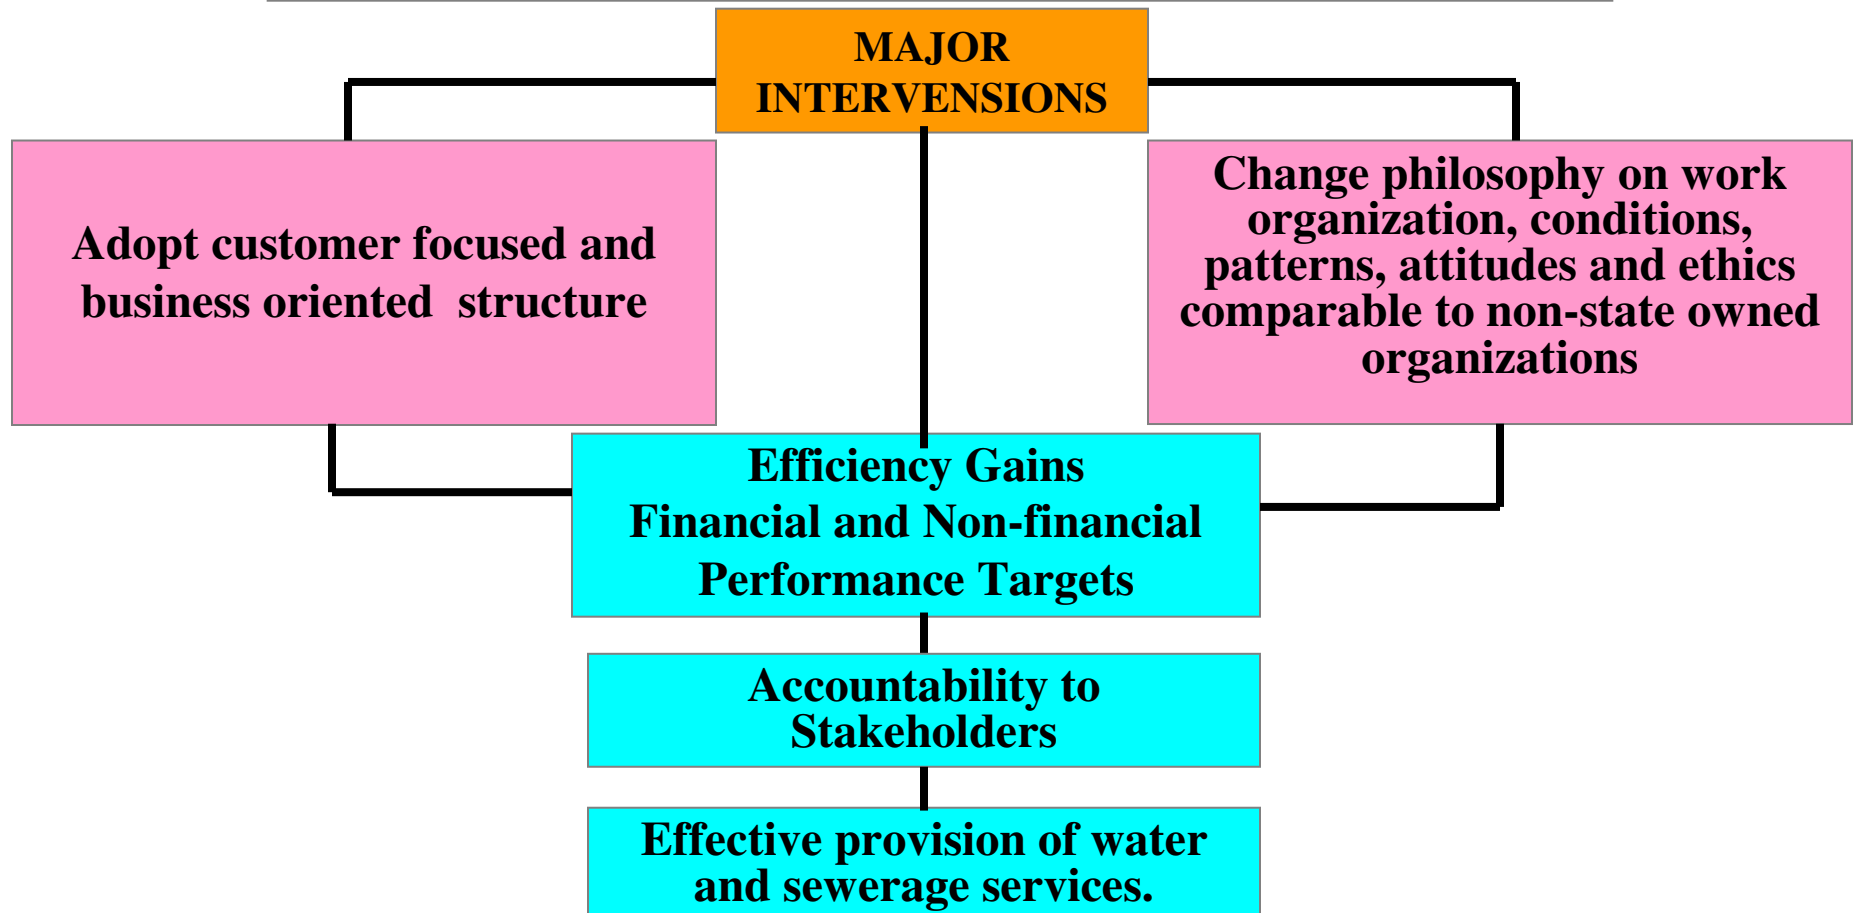 MAJOR
INTERVENSIONS
Adopt customer focused and
business oriented  structure
Change philosophy on work
organization, conditions,
patterns, attitudes and ethics
comparable to non-state owned
organizations
Efficiency Gains
Financial and Non-financial
Performance Targets
Accountability to
Stakeholders
Effective provision of water
and sewerage services.